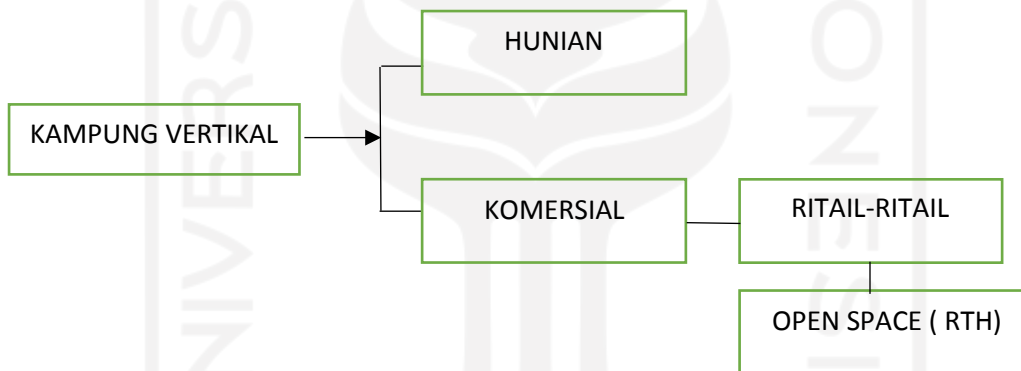 HUNIAN
KAMPUNG VERTIKAL
KOMERSIAL
RITAIL-RITAIL
OPEN SPACE ( RTH)